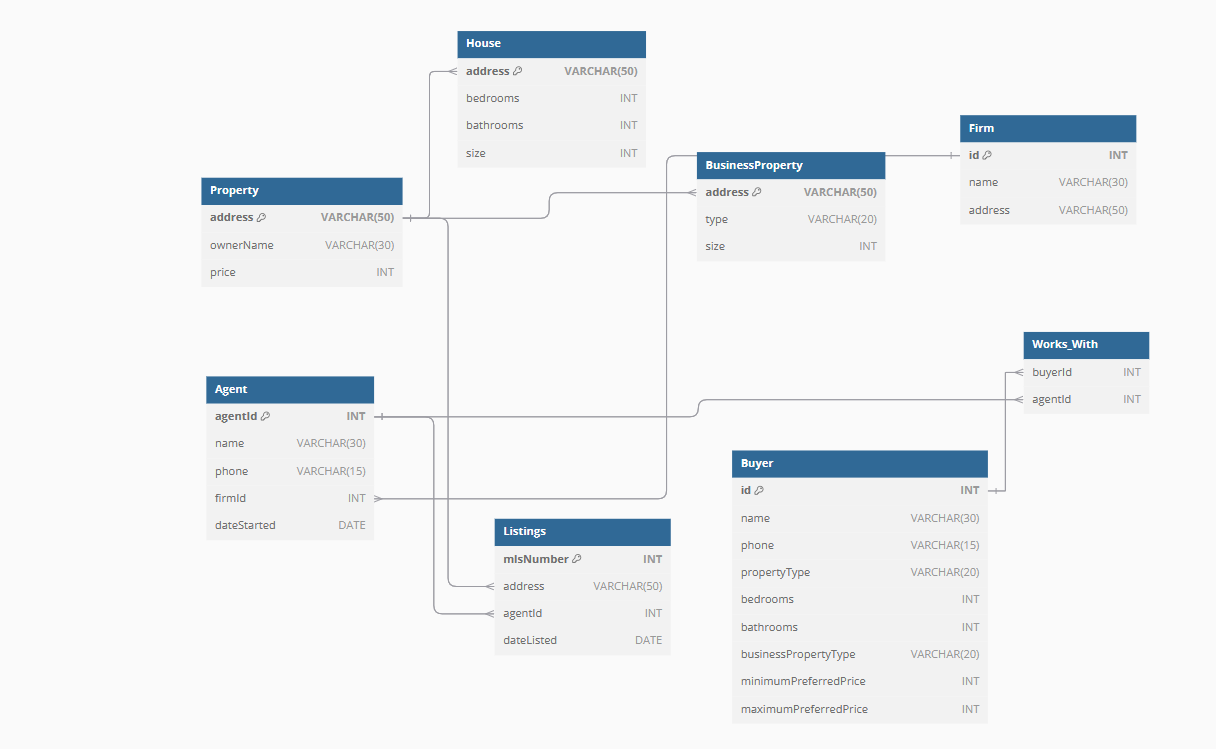 House
address VARCHAR(50)
bedrooms INT
bathrooms INT
size INT
Firm
id INT
name VARCHAR(30)
address VARCHAR(50)
BusinessProperty
address VARCHAR(50)
type VARCHAR(20)
size INT
Property
address VARCHAR(50)
ownerName VARCHAR(30)
price INT
Works_With
buyerId INT
agentId INT
Agent
agentId INT
name VARCHAR(30)
phone VARCHAR(15)
firmId INT
dateStarted DATE
Buyer
id INT
name VARCHAR(30)
phone VARCHAR(15)
propertyType VARCHAR(20)
bedrooms INT
bathrooms INT
businessPropertyType VARCHAR(20)
minimumPreferredPrice INT
maximumPreferredPrice INT
Listings
mlsNumber INT
address VARCHAR(50)
agentId INT
dateListed DATE